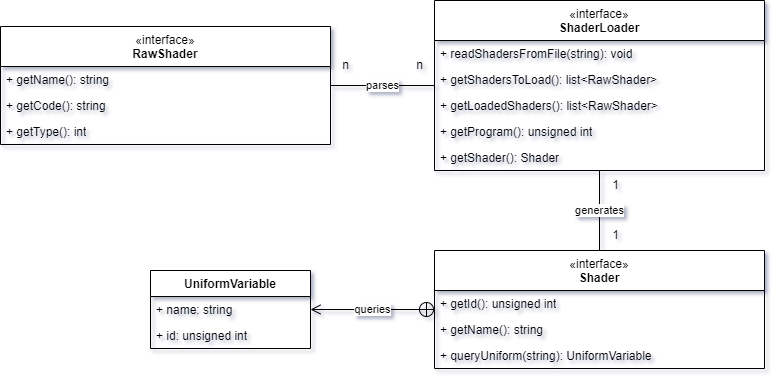 «interface»
RawShader
+ getName(): string
+ getCode(): string
+ getType(): int
n
parses
n
«interface»
ShaderLoader
+ readShadersFromFile(string): void
+ getShadersToLoad(): list<RawShader>
+ getLoadedShaders(): list<RawShader>
+ getProgram(): unsigned int
+ getShader(): Shader
1
generates
1
UniformVariable
+ name: string
+ id: unsigned int
queries
«interface»
Shader
+ getId(): unsigned int
+ getName(): string
+ queryUniform(string): UniformVariable